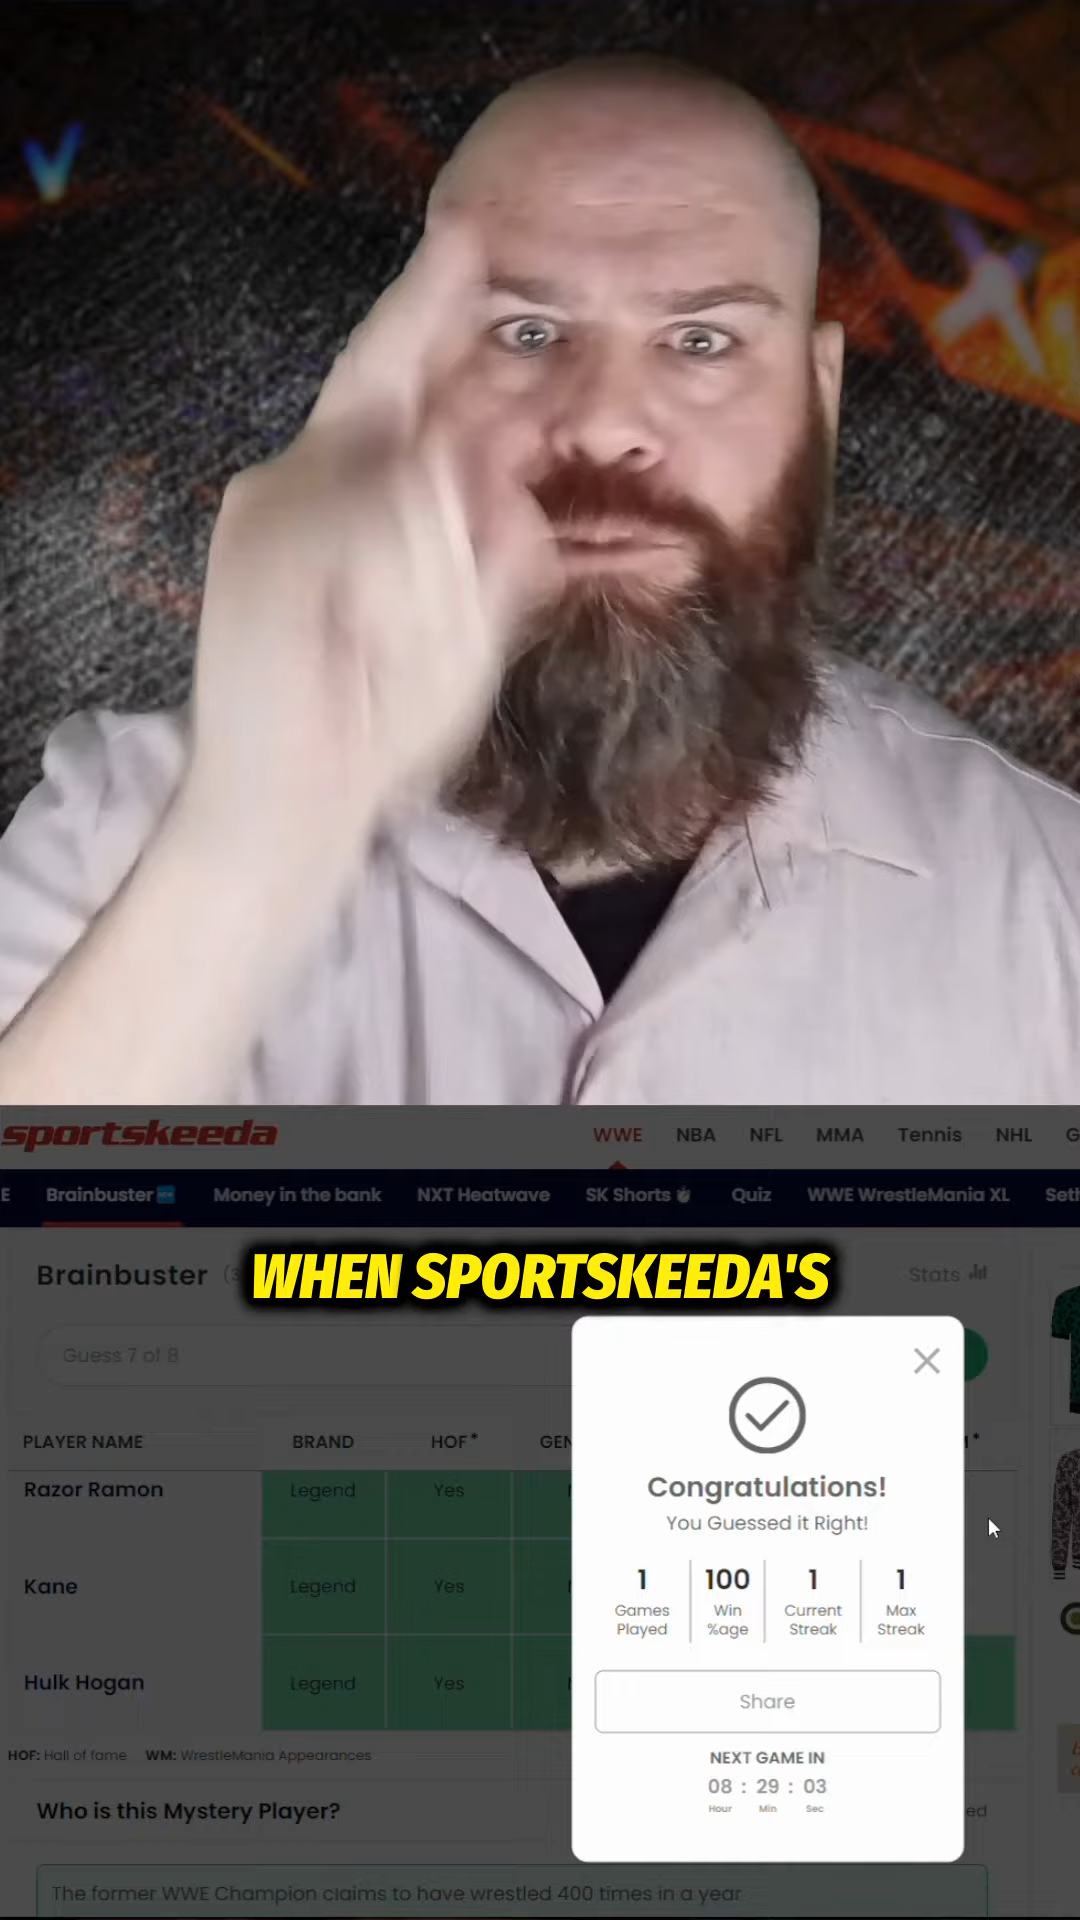 sportskeeda
WWE NBA NFL MMA Tennis NHL G
E Brainbuster NEW Money in the bank NXT Heatwave SK Shorts Quiz WWE WrestleMania XL Seth
Brainbuster
Stats
WHEN SPORTSKEEDA'S
Guess 7 of 8
PLAYER NAME BRAND HOF* GEN
Razor Ramon Legend Yes
Kane Legend Yes
Hulk Hogan Legend Yes
HOF: Hall of fame WM: WrestleMania Appearances
Who is this Mystery Player?
The former WWE Champion claims to have wrestled 400 times in a year
Congratulations!
You Guessed it Right!
1 100 1 1
Games Win Current Max
Played %age Streak Streak
Share
NEXT GAME IN
08 : 29 : 03
Hour Min Sec